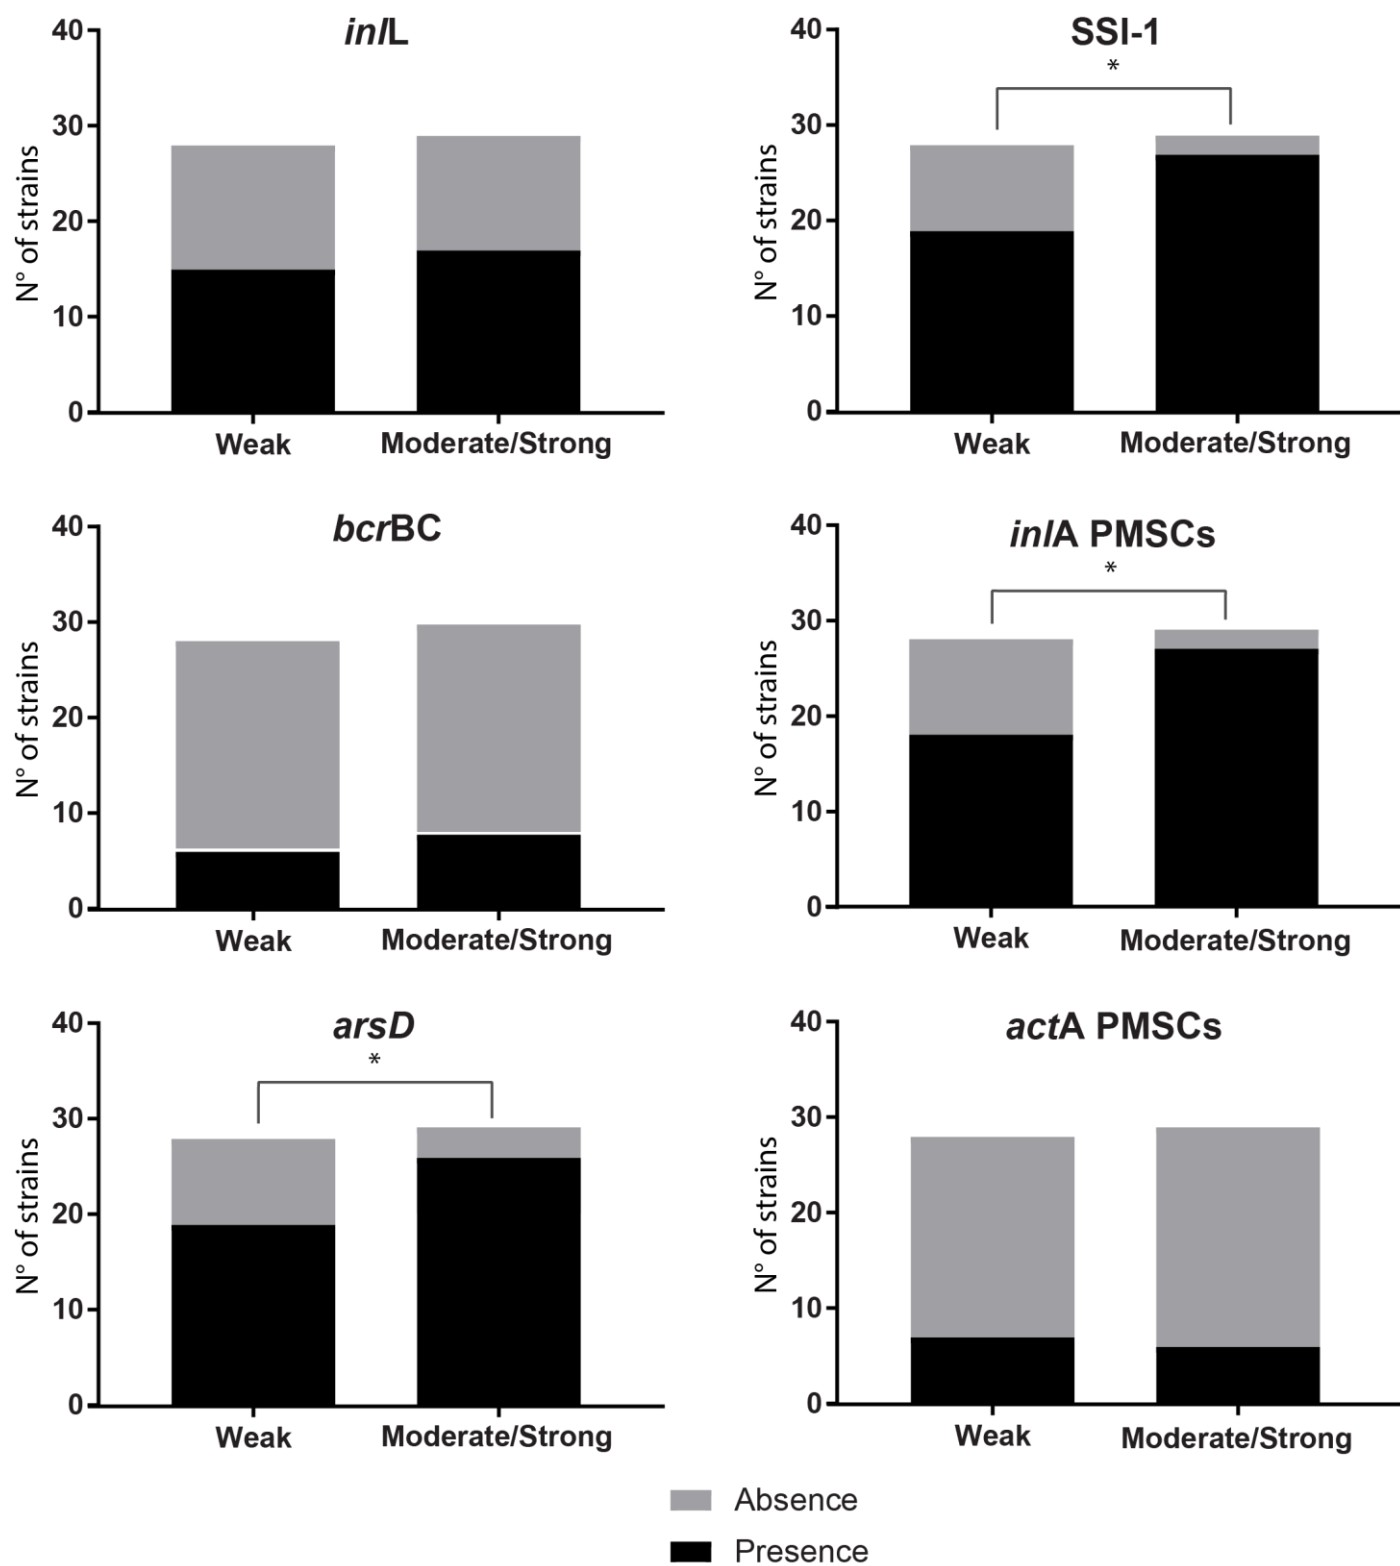 inlL
40
30
20
10
0
N° of strains
Weak
Moderate/Strong
SSI-1
*
40
30
20
10
0
N° of strains
Weak
Moderate/Strong
bcrBC
40
30
20
10
0
N° of strains
Weak
Moderate/Strong
inlA PMSCs
*
40
30
20
10
0
N° of strains
Weak
Moderate/Strong
arsD
*
40
30
20
10
0
N° of strains
Weak
Moderate/Strong
actA PMSCs
40
30
20
10
0
N° of strains
Weak
Moderate/Strong
Absence
Presence